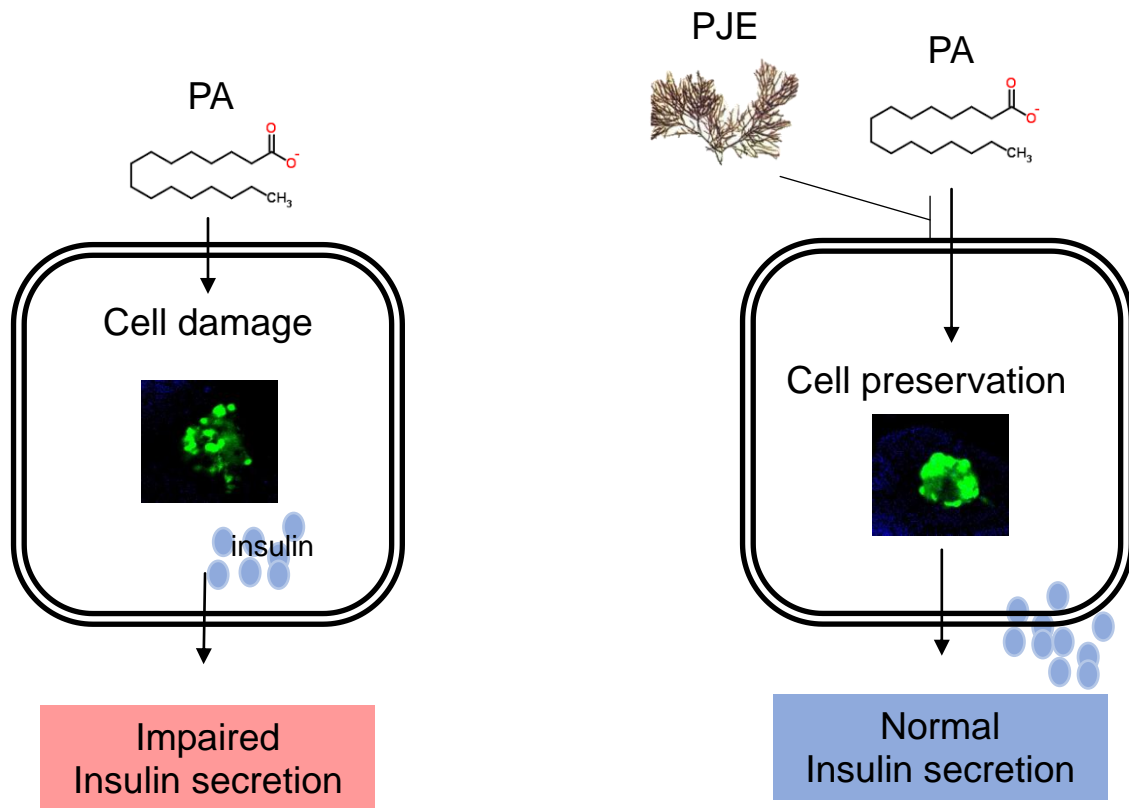 PA
O
O-
CH3
Cell damage
insulin
Impaired
Insulin secretion
PJE
PA
O
O-
CH3
Cell preservation
Normal
Insulin secretion